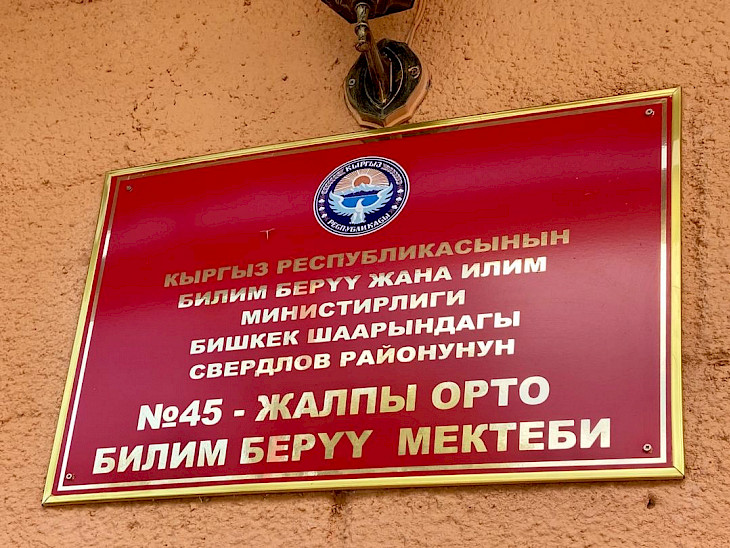 КЫРГЫЗ
РЕСПУБЛИКАСЫ
КЫРГЫЗ РЕСПУБЛИКАСЫНЫН
БИЛИМ БЕРҮҮ ЖАНА ИЛИМ
МИНИСТИРЛИГИ
БИШКЕК ШААРЫНДАГЫ
СВЕРДЛОВ РАЙОНУНУН
№45 - ЖАЛПЫ ОРТО
БИЛИМ БЕРҮҮ МЕКТЕБИ